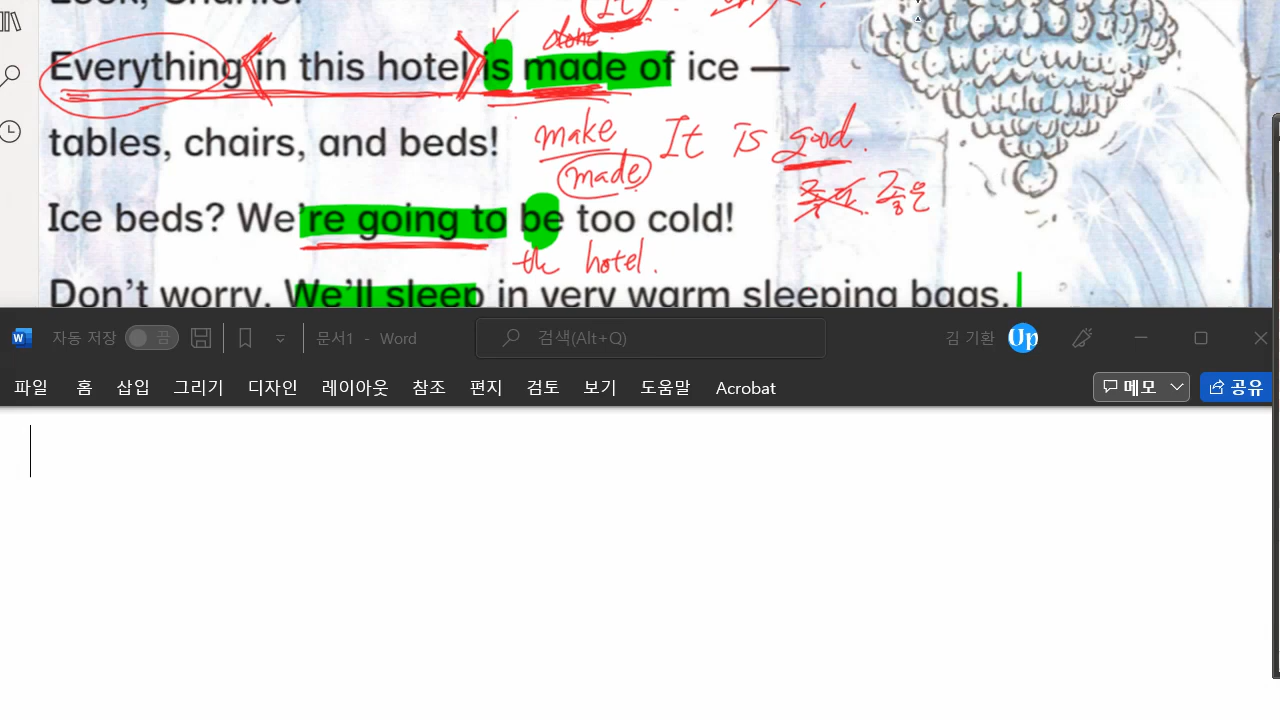 Look, Charlie!
It
done
Everything in this hotel is made of ice —
tables, chairs, and beds!
make It is good.
made
좋은
Ice beds? We're going to be too cold!
the hotel.
Don't worry. We'll sleep in very warm sleeping bags.
자동 저장 끔 문서1 - Word 검색(Alt+Q) 김 기환 Up
파일 홈 삽입 그리기 디자인 레이아웃 참조 편지 검토 보기 도움말 Acrobat 메모 공유